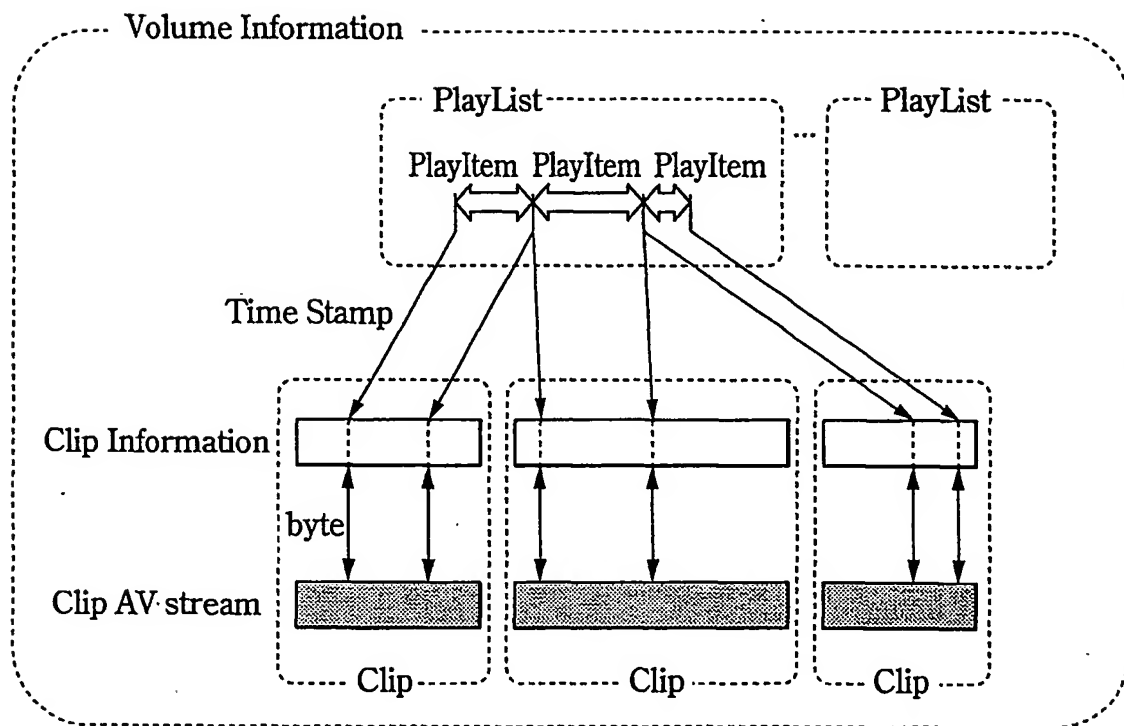 Volume Information
PlayList
PlayList
...
PlayItem PlayItem PlayItem
Time Stamp
Clip Information
byte
Clip AV stream
Clip
Clip
Clip